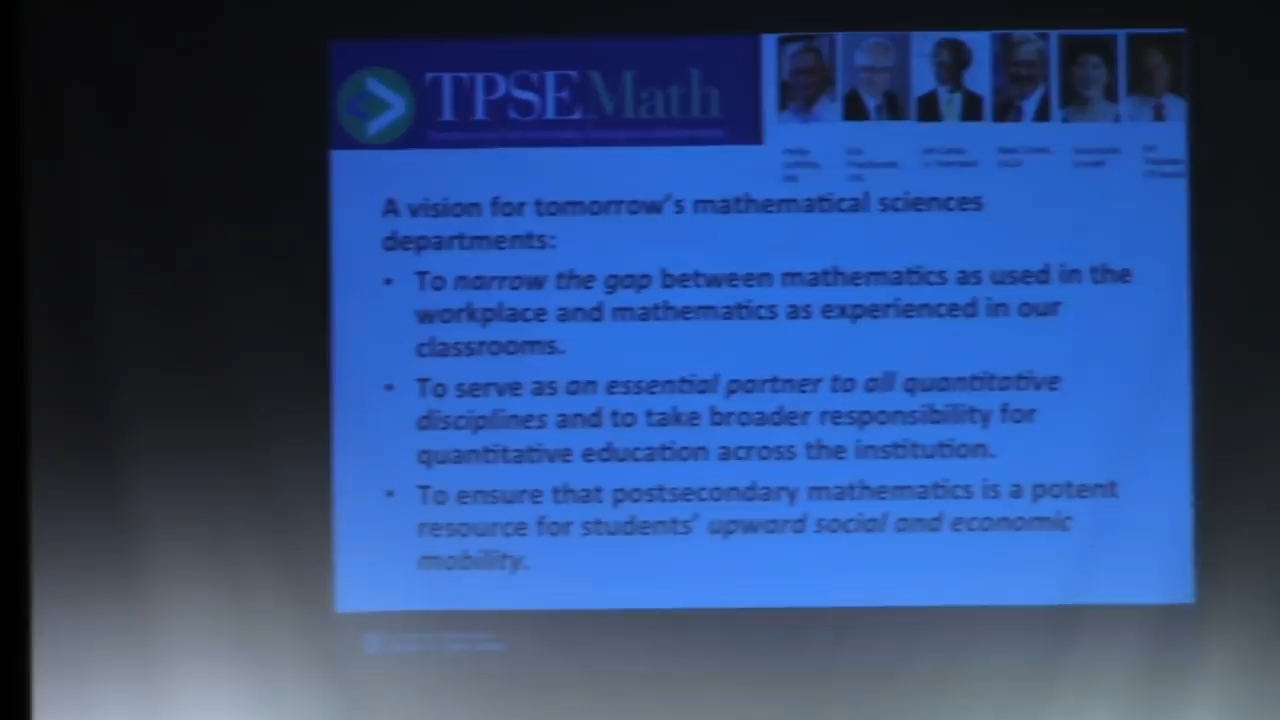 TPSEMath
A vision for tomorrow's mathematical sciences
departments:
• To narrow the gap between mathematics as used in the
workplace and mathematics as experienced in our
classrooms.
• To serve as an essential partner to all quantitative
disciplines and to take broader responsibility for
quantitative education across the institution.
• To ensure that postsecondary mathematics is a potent
resource for students' upward social and economic
mobility.